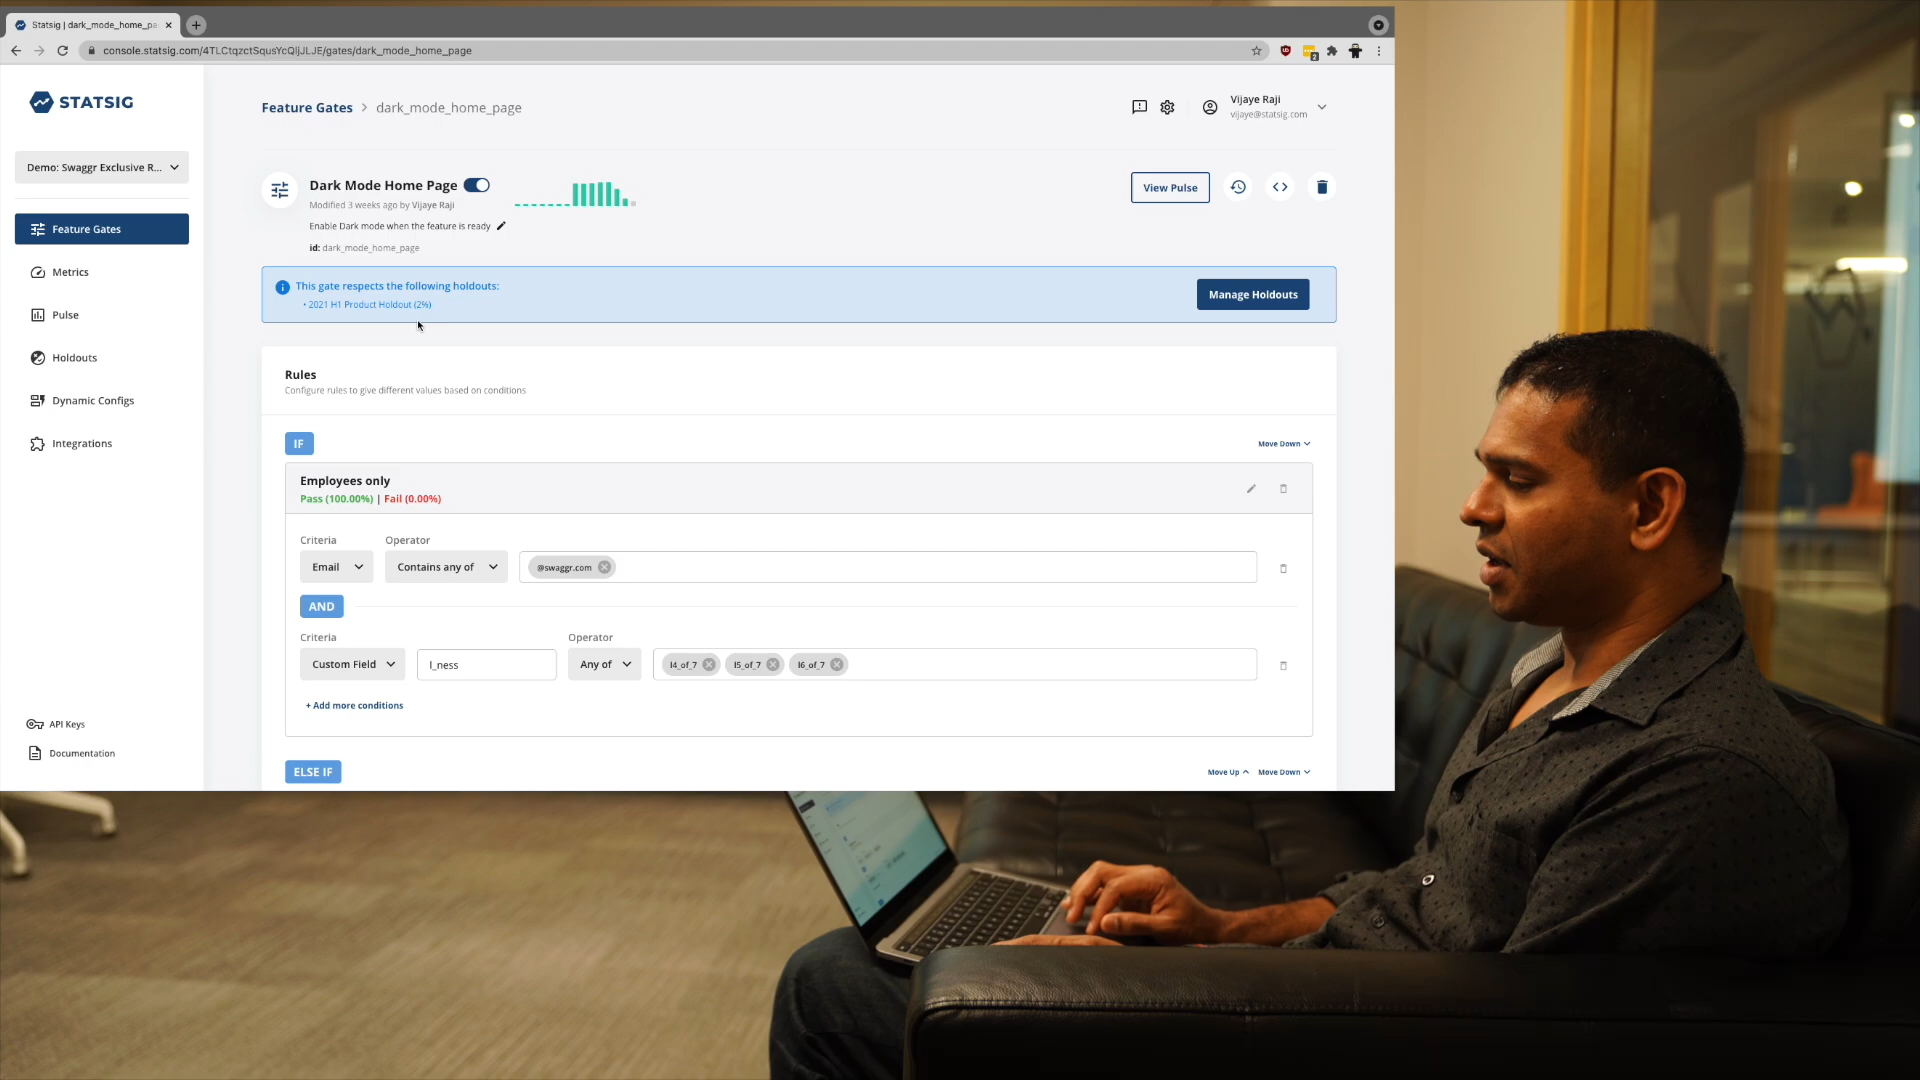 Statsig | dark_mode_home_pa
console.statsig.com/4TLCtqzctSqusYcQljJLJE/gates/dark_mode_home_page
STATSIG
Feature Gates > dark_mode_home_page
Vijaye Raji
vijaye@statsig.com
Demo: Swaggr Exclusive R...
Feature Gates
Metrics
Pulse
Holdouts
Dynamic Configs
Integrations
API Keys
Documentation
Dark Mode Home Page
Modified 3 weeks ago by Vijaye Raji
Enable Dark mode when the feature is ready
id: dark_mode_home_page
View Pulse
This gate respects the following holdouts:
• 2021 H1 Product Holdout (2%)
Manage Holdouts
Rules
Configure rules to give different values based on conditions
IF
Move Down
Employees only
Pass (100.00%) | Fail (0.00%)
Criteria Operator
Email Contains any of @swaggr.com
AND
Criteria Operator
Custom Field l_ness Any of l4_of_7 l5_of_7 l6_of_7
+ Add more conditions
ELSE IF
Move Up Move Down